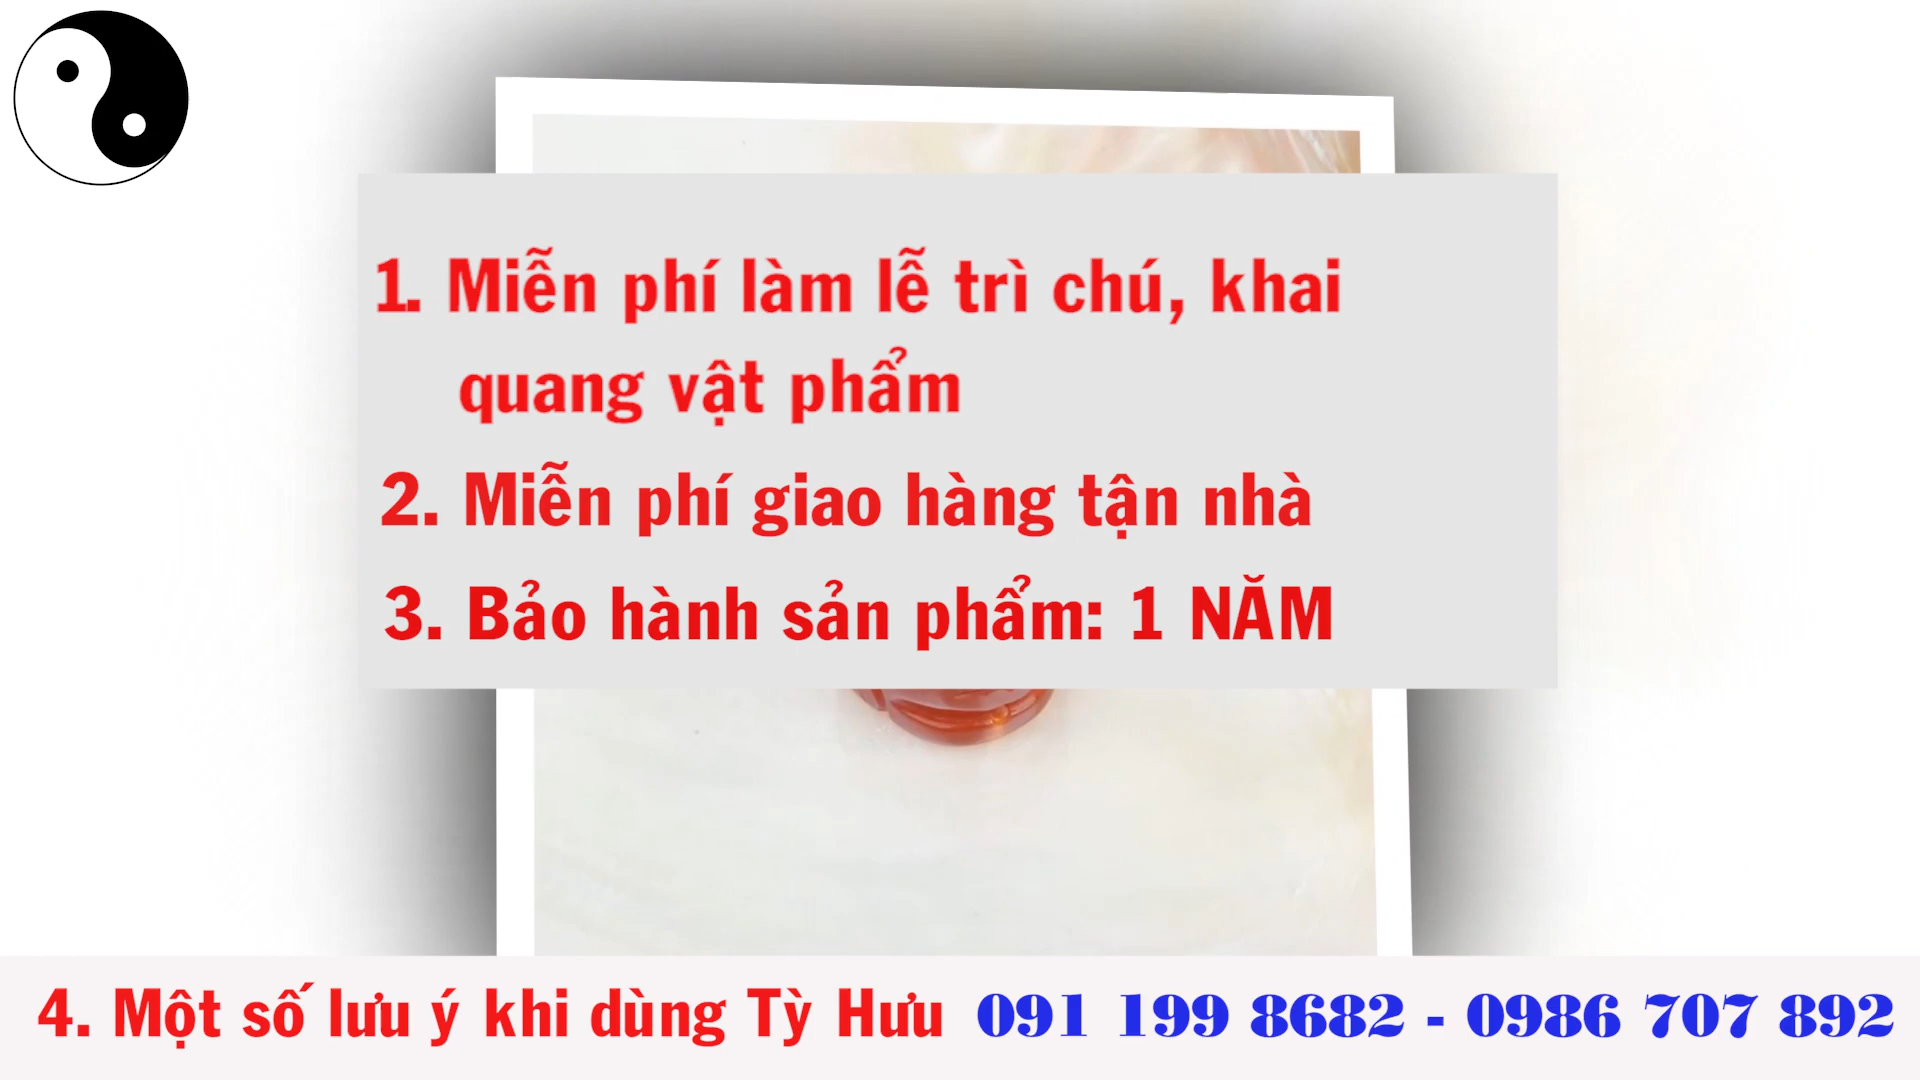 1. Miễn phí làm lễ trì chú, khai
quang vật phẩm
2. Miễn phí giao hàng tận nhà
3. Bảo hành sản phẩm: 1 NĂM
4. Một số lưu ý khi dùng Tỳ Hưu 091 199 8682 - 0986 707 892